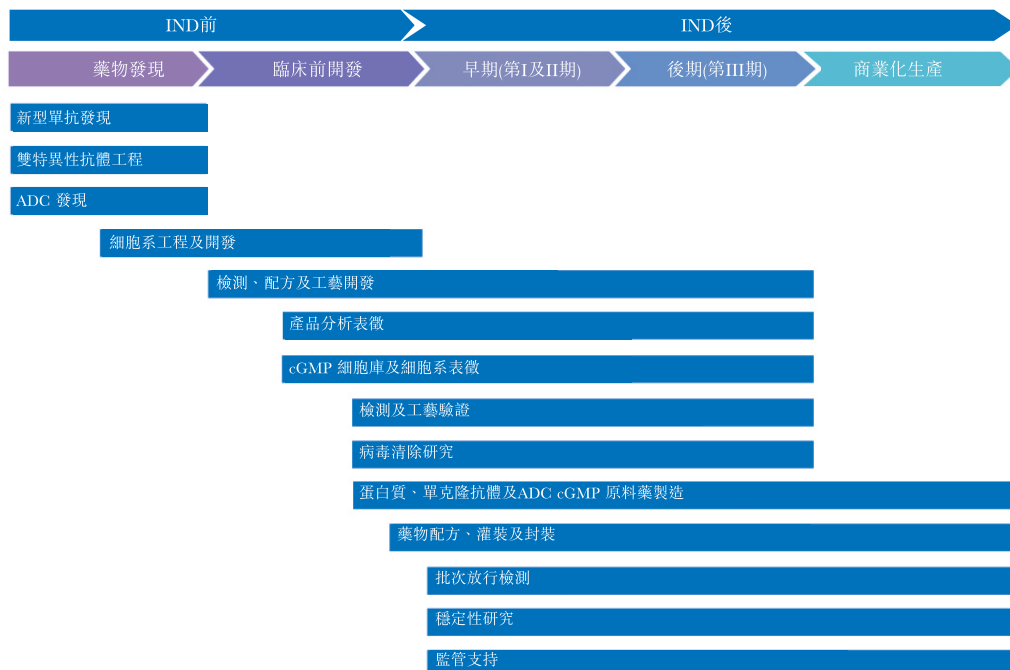 IND前
IND後
藥物發現
臨床前開發
早期(第I及II期)
後期(第III期)
商業化生產
新型單抗發現
雙特異性抗體工程
ADC 發現
細胞系工程及開發
檢測、配方及工藝開發
產品分析表徵
cGMP 細胞庫及細胞系表徵
檢測及工藝驗證
病毒清除研究
蛋白質、單克隆抗體及ADC cGMP 原料藥製造
藥物配方、灌裝及封裝
批次放行檢測
穩定性研究
監管支持